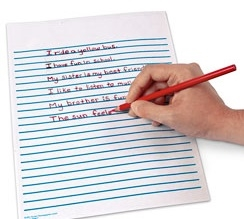 I ride a yellow bus.
I have fun in school.
My sister is my best friend
I like to listen to
My brother is
The sun feels